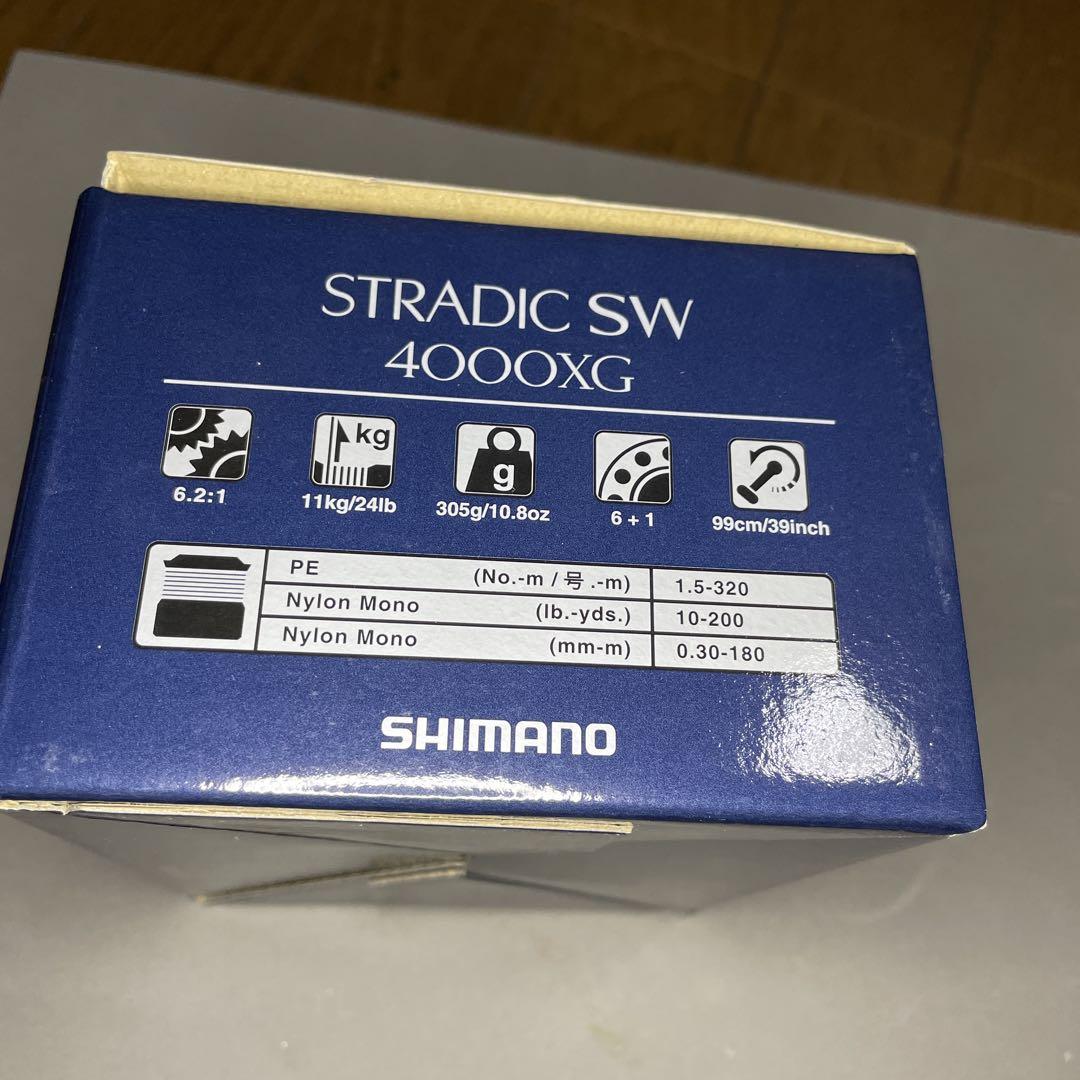 STRADIC SW
4000XG
kg
g
6.2:1
11kg/24lb
305g/10.8oz
6 + 1
99cm/39inch
PE (No.-m / 号 .-m) 1.5-320
Nylon Mono (lb.-yds.) 10-200
Nylon Mono (mm-m) 0.30-180
SHIMANO